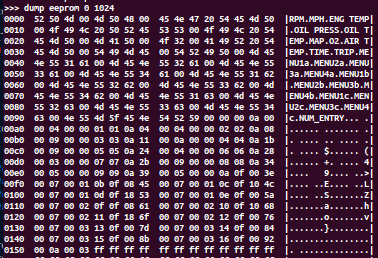 >>> dump eeprom 0 1024
0000 52 50 4d 00 4d 50 48 00 45 4e 47 20 54 45 4d 50 |RPM.MPH.ENG TEMP
0010 00 4f 49 4c 20 50 52 45 53 53 00 4f 49 4c 20 54 |.OIL PRESS.OIL T
0020 45 4d 50 00 4d 41 50 00 4f 32 00 41 49 52 20 54 |EMP.MAP.O2.AIR T
0030 45 4d 50 00 54 49 4d 45 00 54 52 49 50 00 4d 45 |EMP.TIME.TRIP.ME
0040 4e 55 31 61 00 4d 45 4e 55 32 61 00 4d 45 4e 55 |NU1a.MENU2a.MENU
0050 33 61 00 4d 45 4e 55 34 61 00 4d 45 4e 55 31 62 |3a.MENU4a.MENU1b
0060 00 4d 45 4e 55 32 62 00 4d 45 4e 55 33 62 00 4d |.MENU2b.MENU3b.M
0070 45 4e 55 34 62 00 4d 45 4e 55 31 63 00 4d 45 4e |ENU4b.MENU1c.MEN
0080 55 32 63 00 4d 45 4e 55 33 63 00 4d 45 4e 55 34 |U2c.MENU3c.MENU4
0090 63 00 4e 55 4d 5f 45 4e 54 52 59 00 00 00 0a 00 |c.NUM_ENTRY... .
00a0 00 04 00 00 01 01 0a 04 00 04 00 00 02 02 0a 08 |...... ....... .
00b0 00 09 00 00 03 03 0a 11 00 0a 00 00 04 04 0a 1b |. .... .. .... .
00c0 00 09 00 00 05 05 0a 24 00 04 00 00 06 06 0a 28 |. .... $...... (
00d0 00 03 00 00 07 07 0a 2b 00 09 00 00 08 08 0a 34 |...... +. .... 4
00e0 00 05 00 00 09 09 0a 39 00 05 00 00 0a 0f 00 3e |.... 9.... ..>
00f0 00 07 00 01 0b 0f 08 45 00 07 00 01 0c 0f 10 4c |.......E.......L
0100 00 07 00 01 0d 0f 18 53 00 07 00 01 0e 0f 00 5a |.......S.......Z
0110 00 07 00 02 0f 0f 08 61 00 07 00 02 10 0f 10 68 |.......a.......h
0120 00 07 00 02 11 0f 18 6f 00 07 00 02 12 0f 00 76 |.......o.......v
0130 00 07 00 03 13 0f 00 7d 00 07 00 03 14 0f 00 84 |.......}........
0140 00 07 00 03 15 0f 00 8b 00 07 00 03 16 0f 00 92 |................
0150 00 0a 00 03 ff ff ff ff ff ff ff ff ff ff ff ff |. ..............